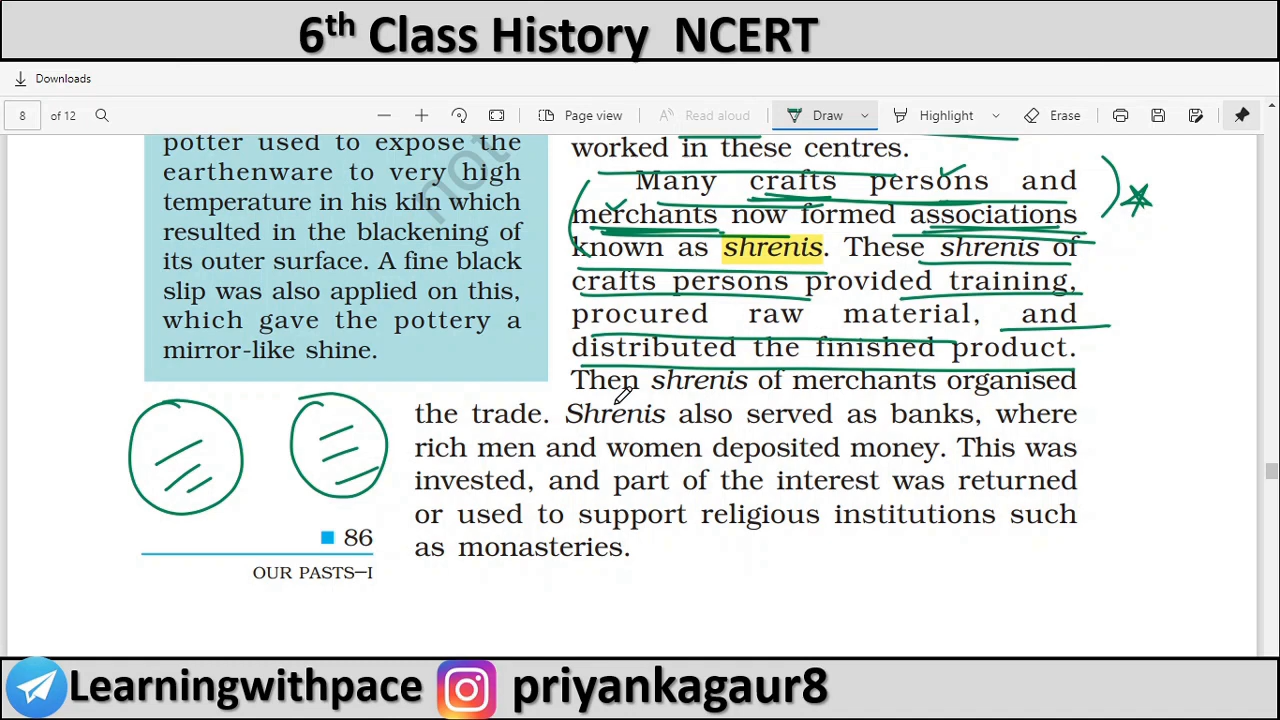 6th Class History NCERT
Downloads
8 of 12 Page view Read aloud Draw Highlight Erase
potter used to expose the
earthenware to very high
temperature in his kiln which
resulted in the blackening of
its outer surface. A fine black
slip was also applied on this,
which gave the pottery a
mirror-like shine.
not
worked in these centres.
Many crafts persons and
merchants now formed associations
known as shrenis. These shrenis of
crafts persons provided training,
procured raw material, and
distributed the finished product.
Then shrenis of merchants organised
the trade. Shrenis also served as banks, where
rich men and women deposited money. This was
invested, and part of the interest was returned
or used to support religious institutions such
as monasteries.
86
OUR PASTS–I
Learningwithpace priyankagaur8